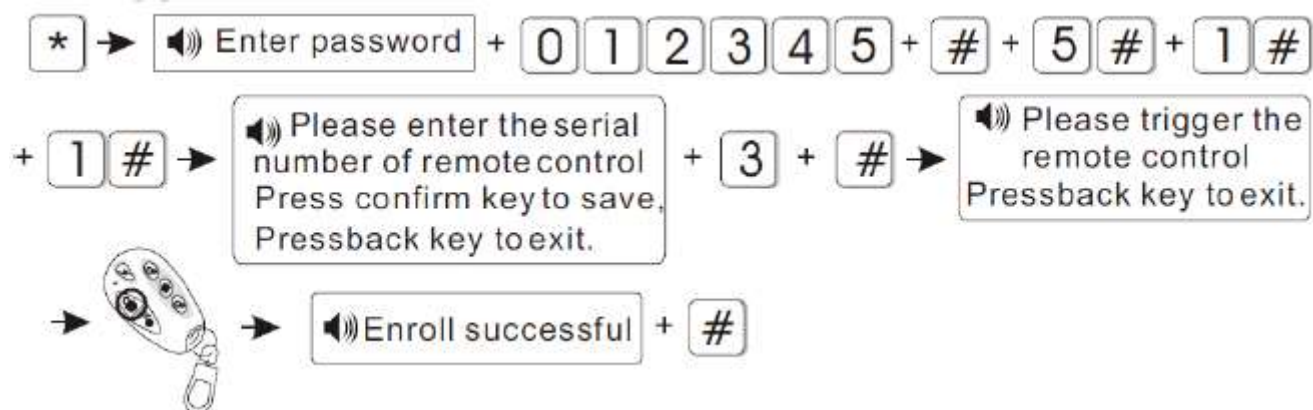 * Enter password + 0 1 2 3 4 5 + # + 5 # + 1 #
+ 1 # Please enter the serial + 3 + # Please trigger the
number of remote control remote control
Press confirm key to save, Pressback key to exit.
Pressback key to exit.
Enroll successful + #